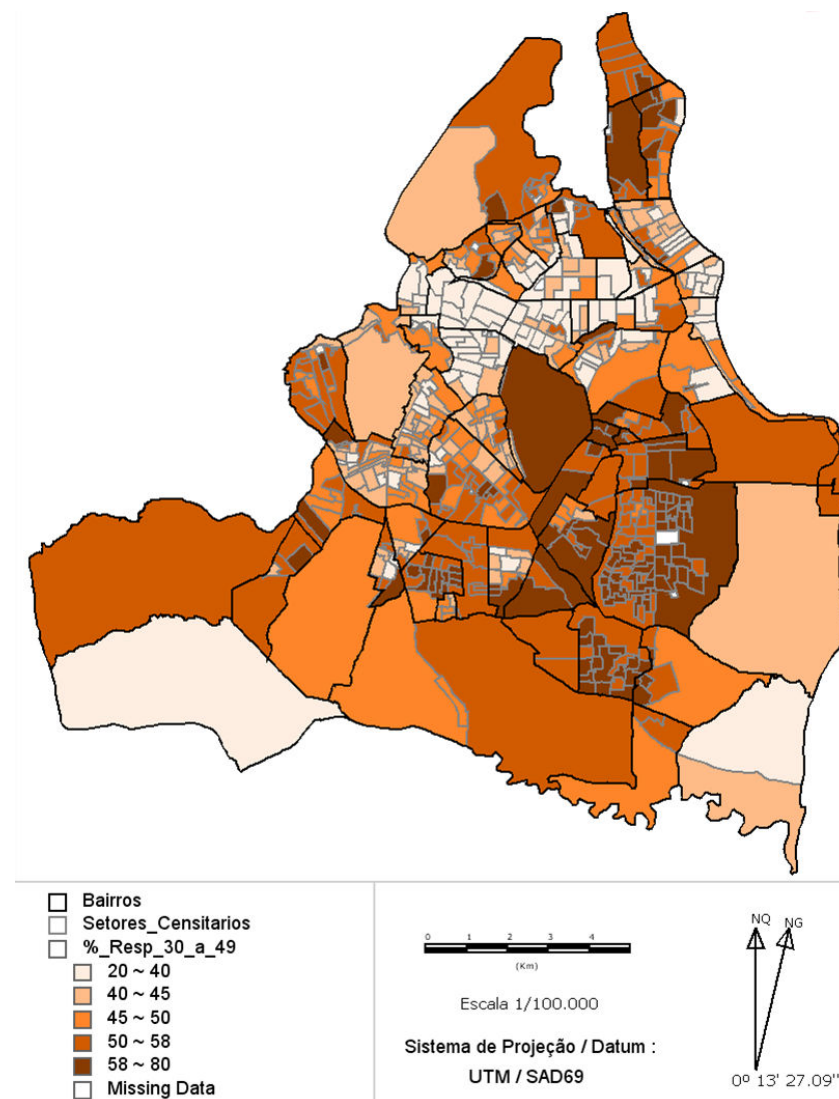 Bairros
Setores_Censitarios
%_Resp_30_a_49
20 ~ 40
40 ~ 45
45 ~ 50
50 ~ 58
58 ~ 80
Missing Data
0 1 2 3 4
(Km)
Escala 1/100.000
Sistema de Projeção / Datum :
UTM / SAD69
NQ NG
0º 13' 27.09"